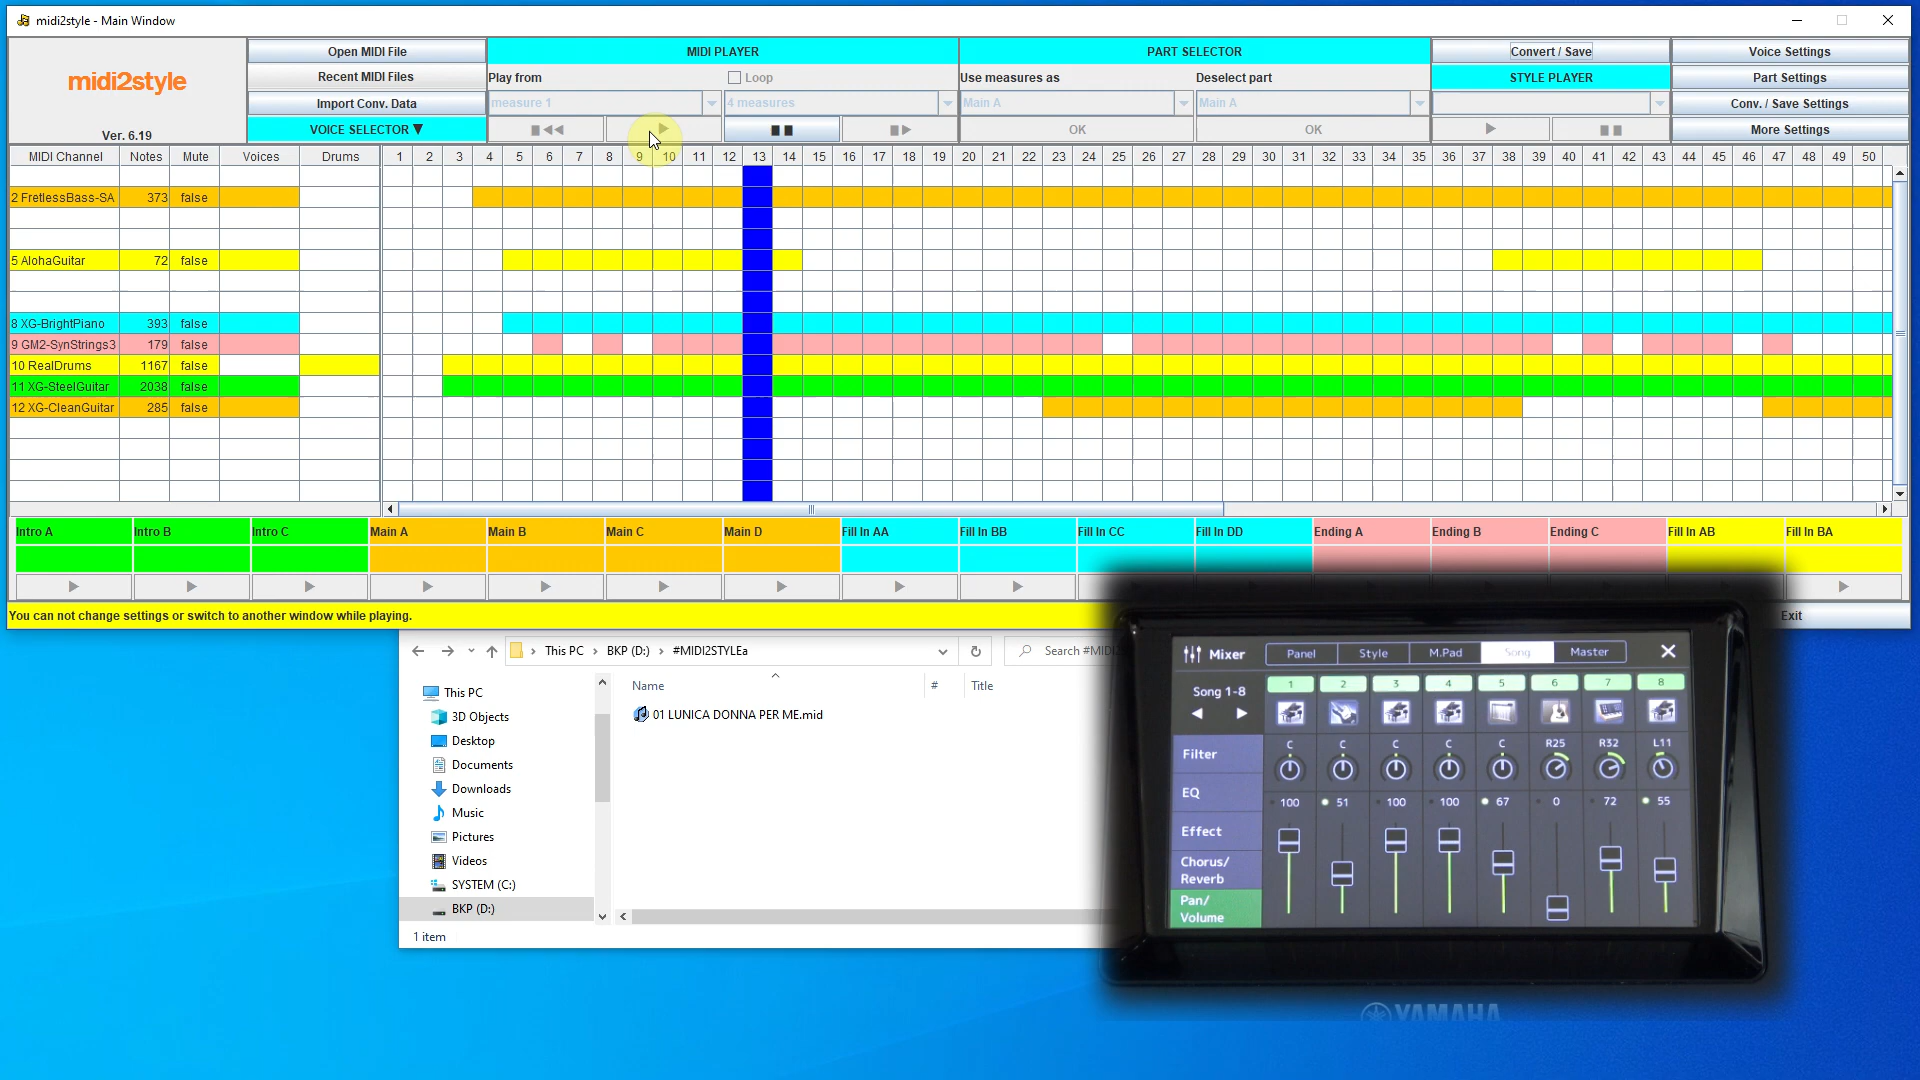 midi2style - Main Window
midi2style
Ver. 6.19
Open MIDI File
Recent MIDI Files
Import Conv. Data
VOICE SELECTOR ▼
MIDI PLAYER
Play from
Loop
measure 1
4 measures
PART SELECTOR
Use measures as
Deselect part
Main A
Main A
OK
OK
Convert / Save
STYLE PLAYER
Voice Settings
Part Settings
Conv. / Save Settings
More Settings
MIDI Channel Notes Mute Voices Drums 1 2 3 4 5 6 7 8 9 10 11 12 13 14 15 16 17 18 19 20 21 22 23 24 25 26 27 28 29 30 31 32 33 34 35 36 37 38 39 40 41 42 43 44 45 46 47 48 49 50
2 FretlessBass-SA 373 false
5 AlohaGuitar 72 false
8 XG-BrightPiano 393 false
9 GM2-SynStrings3 179 false
10 RealDrums 1167 false
11 XG-SteelGuitar 2038 false
12 XG-CleanGuitar 285 false
Intro A Intro B Intro C Main A Main B Main C Main D Fill In AA Fill In BB Fill In CC Fill In DD Ending A Ending B Ending C Fill In AB Fill In BA
You can not change settings or switch to another window while playing.
Exit
This PC › BKP (D:) › #MIDI2STYLEa
Search #MIDI
Name # Title
01 LUNICA DONNA PER ME.mid
This PC
3D Objects
Desktop
Documents
Downloads
Music
Pictures
Videos
SYSTEM (C:)
BKP (D:)
1 item
Mixer Panel Style M.Pad Song Master
Song 1-8
1 2 3 4 5 6 7 8
Filter
EQ
Effect
Chorus/
Reverb
Pan/
Volume
C C C C C R25 R32 L11
100 51 100 100 67 0 72 55
YAMAHA